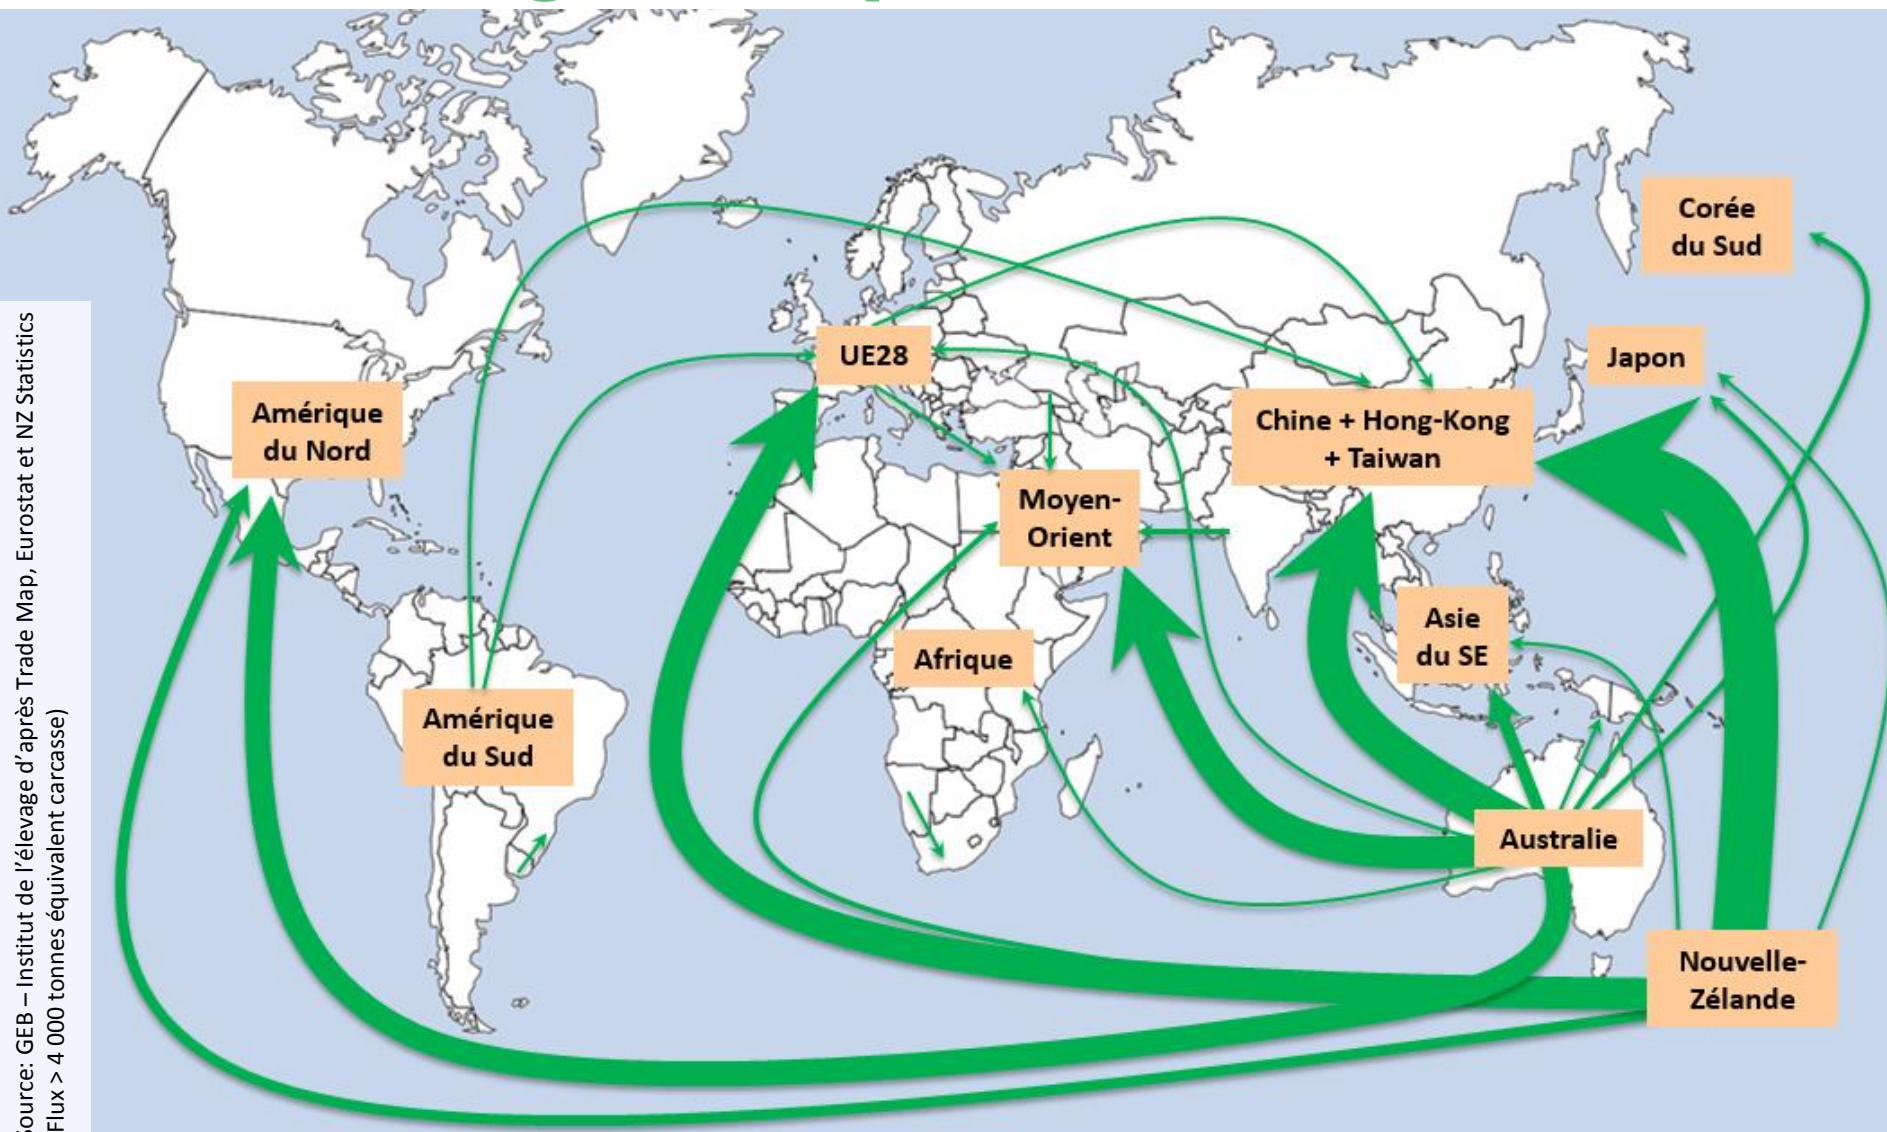 Corée
du Sud
UE28
Japon
Amérique
du Nord
Chine + Hong-Kong
+ Taiwan
Moyen-
Orient
Asie
du SE
Afrique
Amérique
du Sud
Australie
Nouvelle-
Zélande
Source: GEB – Institut de l'élevage d'après Trade Map, Eurostat et NZ Statistics
Flux > 4 000 tonnes équivalent carcasse)